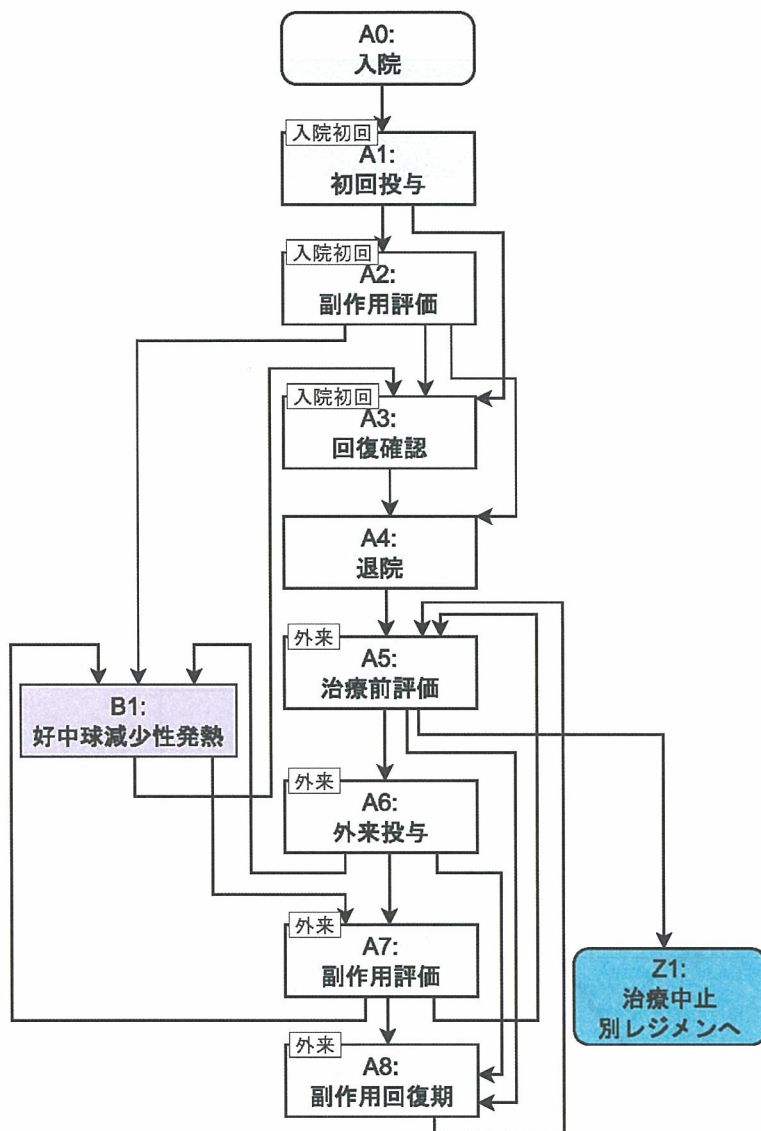 A0:
入院
入院初回
A1:
初回投与
入院初回
A2:
副作用評価
入院初回
A3:
回復確認
A4:
退院
外来
A5:
治療前評価
B1:
好中球減少性発熱
外来
A6:
外来投与
外来
A7:
副作用評価
Z1:
治療中止
別レジメンへ
外来
A8:
副作用回復期